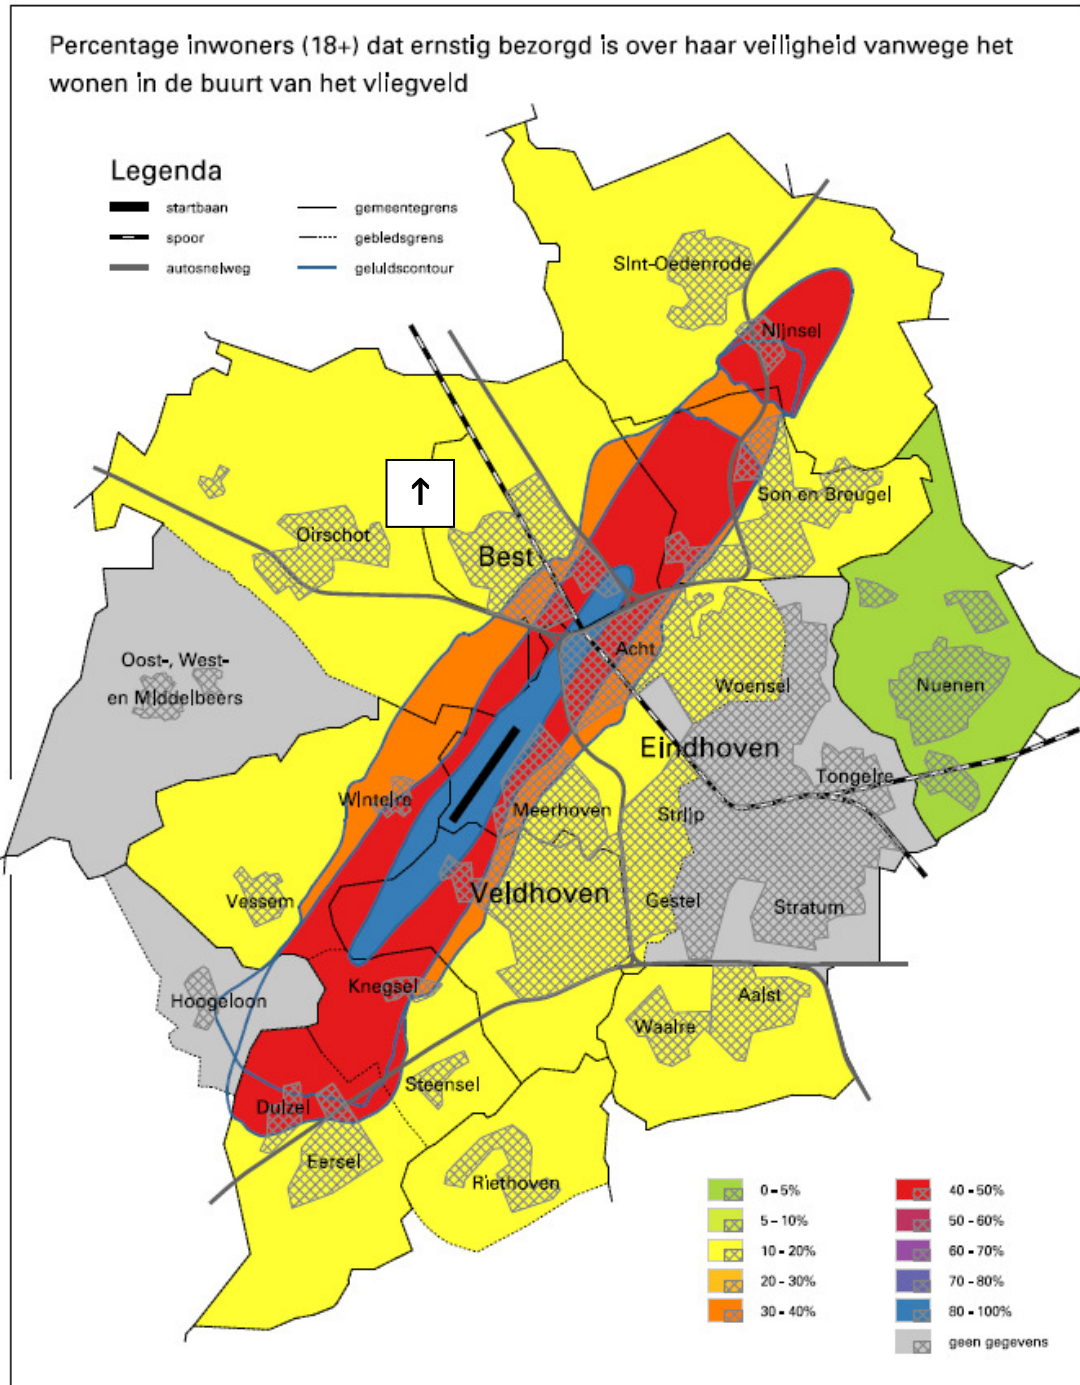 Percentage inwoners (18+) dat ernstig bezorgd is over haar veiligheid vanwege het
wonen in de buurt van het vliegveld
Legenda
startbaan
gemeentegrens
spoor
gebiedsgrens
autosnelweg
geluidscontour
Sint-Oedenrode
Nijnsel
↑
Son en Breugel
Oirschot
Best
Acht
Oost-, West-
en Middelbeers
Woensel
Nuenen
Eindhoven
Tongelre
Wintelre
Meerhoven
Strijp
Veldhoven
Vessem
Gestel
Stratum
Knegsel
Hoogeloon
Aalst
Waalre
Steensel
Duizel
Eersel
Riethoven
0 - 5%
40 - 50%
5 - 10%
50 - 60%
10 - 20%
60 - 70%
20 - 30%
70 - 80%
30 - 40%
80 - 100%
geen gegevens